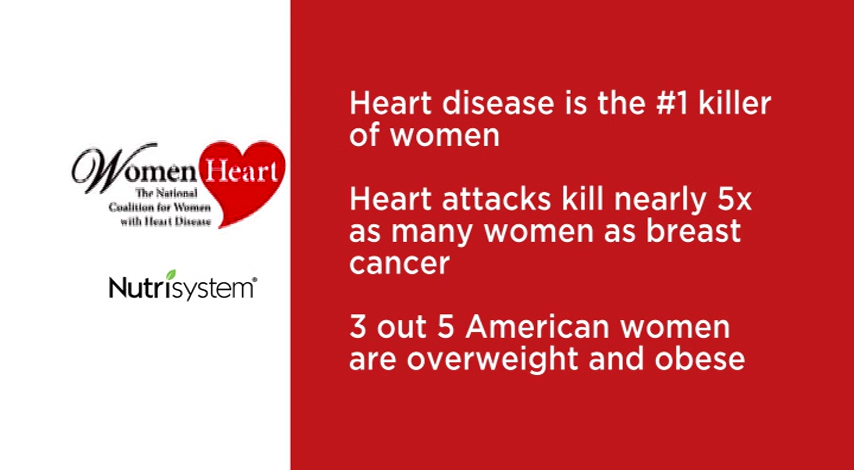 Women Heart
The National
Coalition for Women
with Heart Disease
Nutrisystem®
Heart disease is the #1 killer
of women
Heart attacks kill nearly 5x
as many women as breast
cancer
3 out 5 American women
are overweight and obese